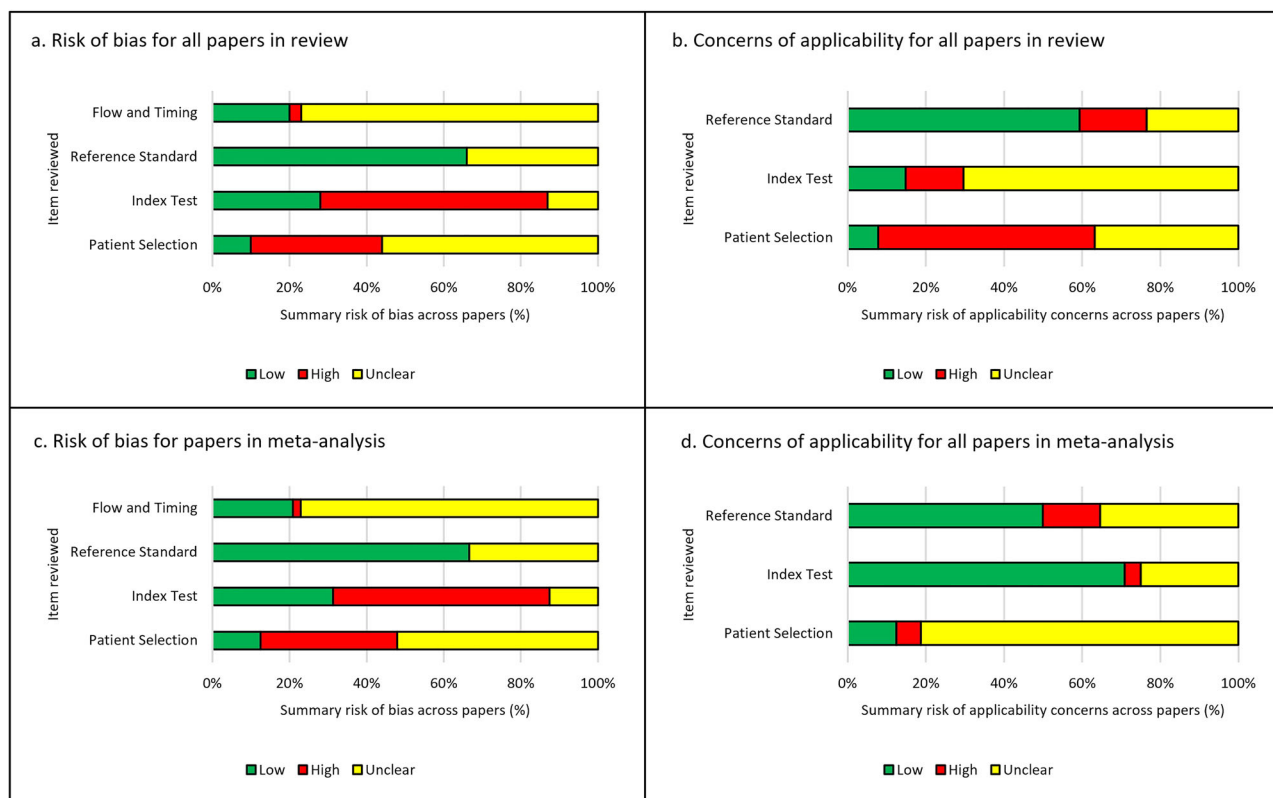 a. Risk of bias for all papers in review
Item reviewed
Flow and Timing
Reference Standard
Index Test
Patient Selection
0% 20% 40% 60% 80% 100%
Summary risk of bias across papers (%)
Low High Unclear
b. Concerns of applicability for all papers in review
Item reviewed
Reference Standard
Index Test
Patient Selection
0% 20% 40% 60% 80% 100%
Summary risk of applicability concerns across papers (%)
Low High Unclear
c. Risk of bias for papers in meta-analysis
Item reviewed
Flow and Timing
Reference Standard
Index Test
Patient Selection
0% 20% 40% 60% 80% 100%
Summary risk of bias across papers (%)
Low High Unclear
d. Concerns of applicability for all papers in meta-analysis
Item reviewed
Reference Standard
Index Test
Patient Selection
0% 20% 40% 60% 80% 100%
Summary risk of applicability concerns across papers (%)
Low High Unclear